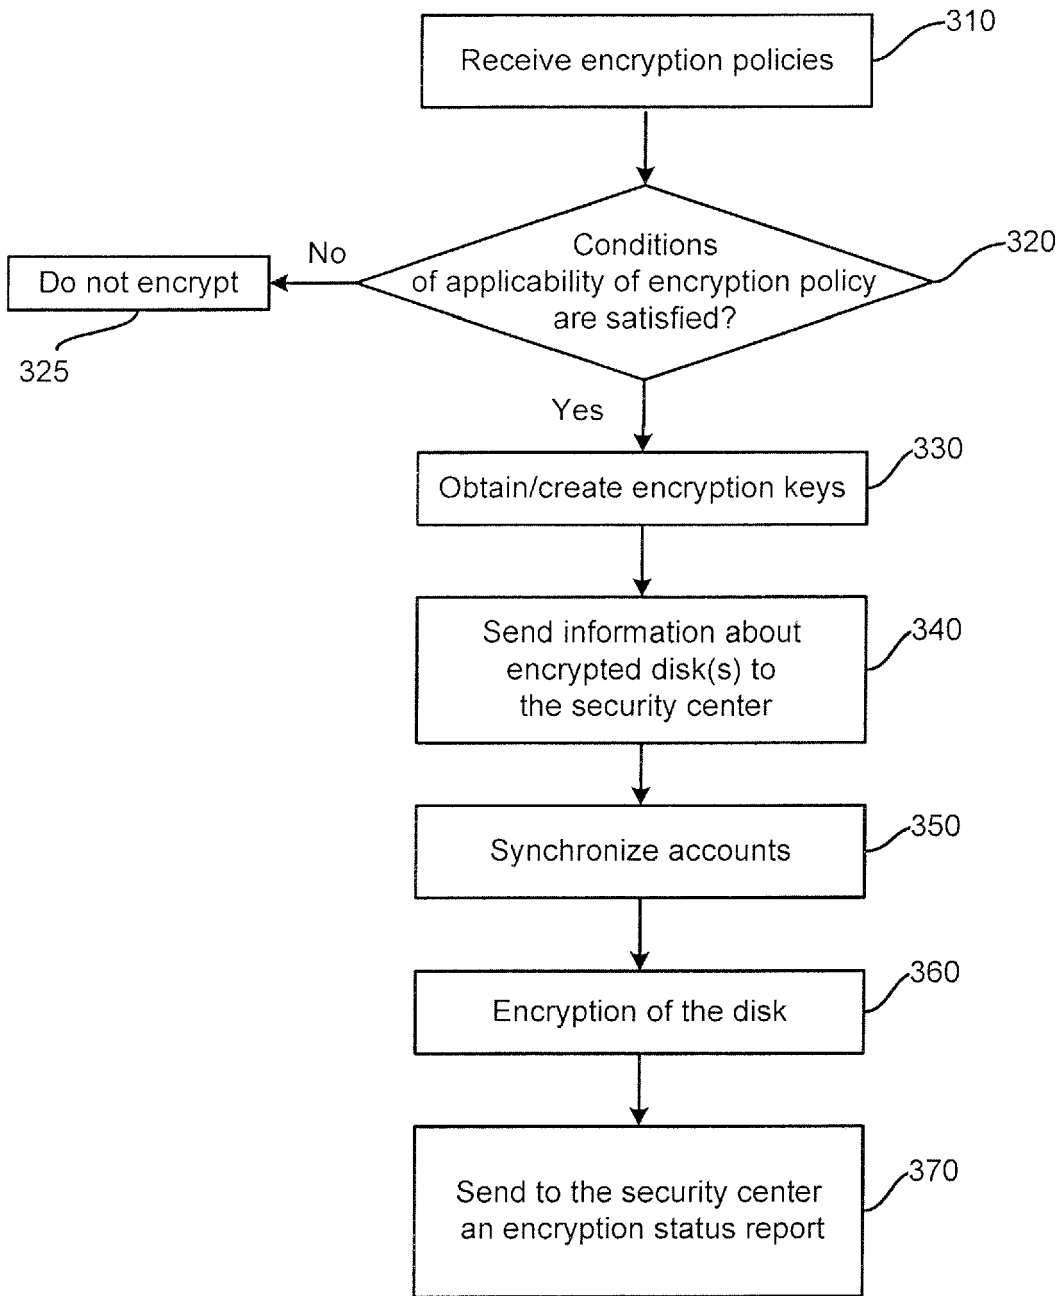 310
Receive encryption policies
Conditions
of applicability of encryption policy
are satisfied?
320
No
Do not encrypt
325
Yes
330
Obtain/create encryption keys
340
Send information about
encrypted disk(s) to
the security center
350
Synchronize accounts
360
Encryption of the disk
370
Send to the security center
an encryption status report